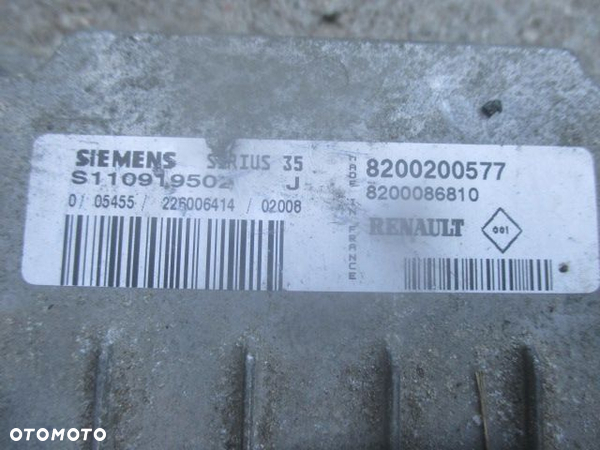 SIEMENS SIRIUS 35
S110919502 J
0/ 05455/ 226006414 / 02008
MADE IN FRANCE
8200200577
8200086810
RENAULT
001
OTOMOTO